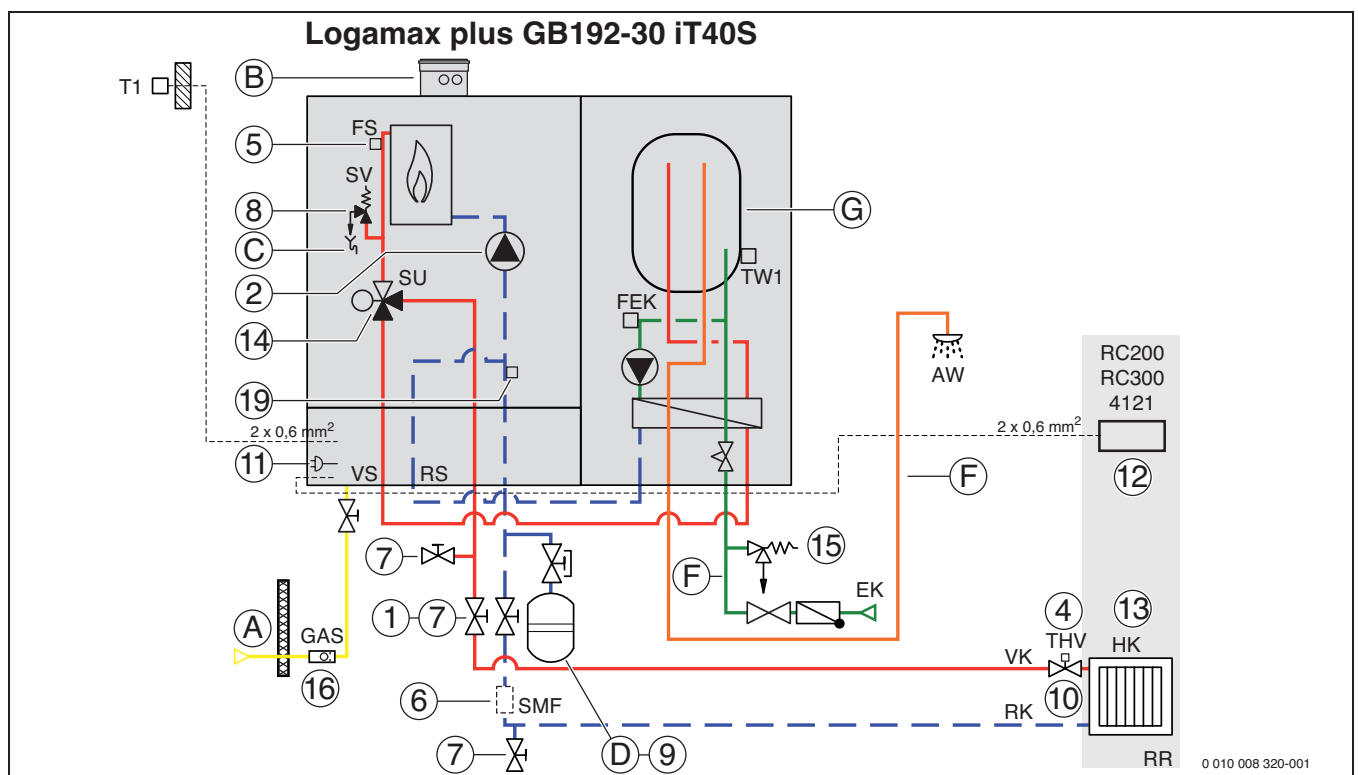 Logamax plus GB192-30 iT40S
B
T1
FS
5
SV
8
G
C
SU
TW1
2
FEK
14
AW
RC200
RC300
4121
19
2 x 0,6 mm²
2 x 0,6 mm²
11
VS
RS
F
12
7
15
F
EK
A
GAS
1
7
4
13
THV
HK
VK
16
6
SMF
10
RK
7
D
9
RR
0 010 008 320-001